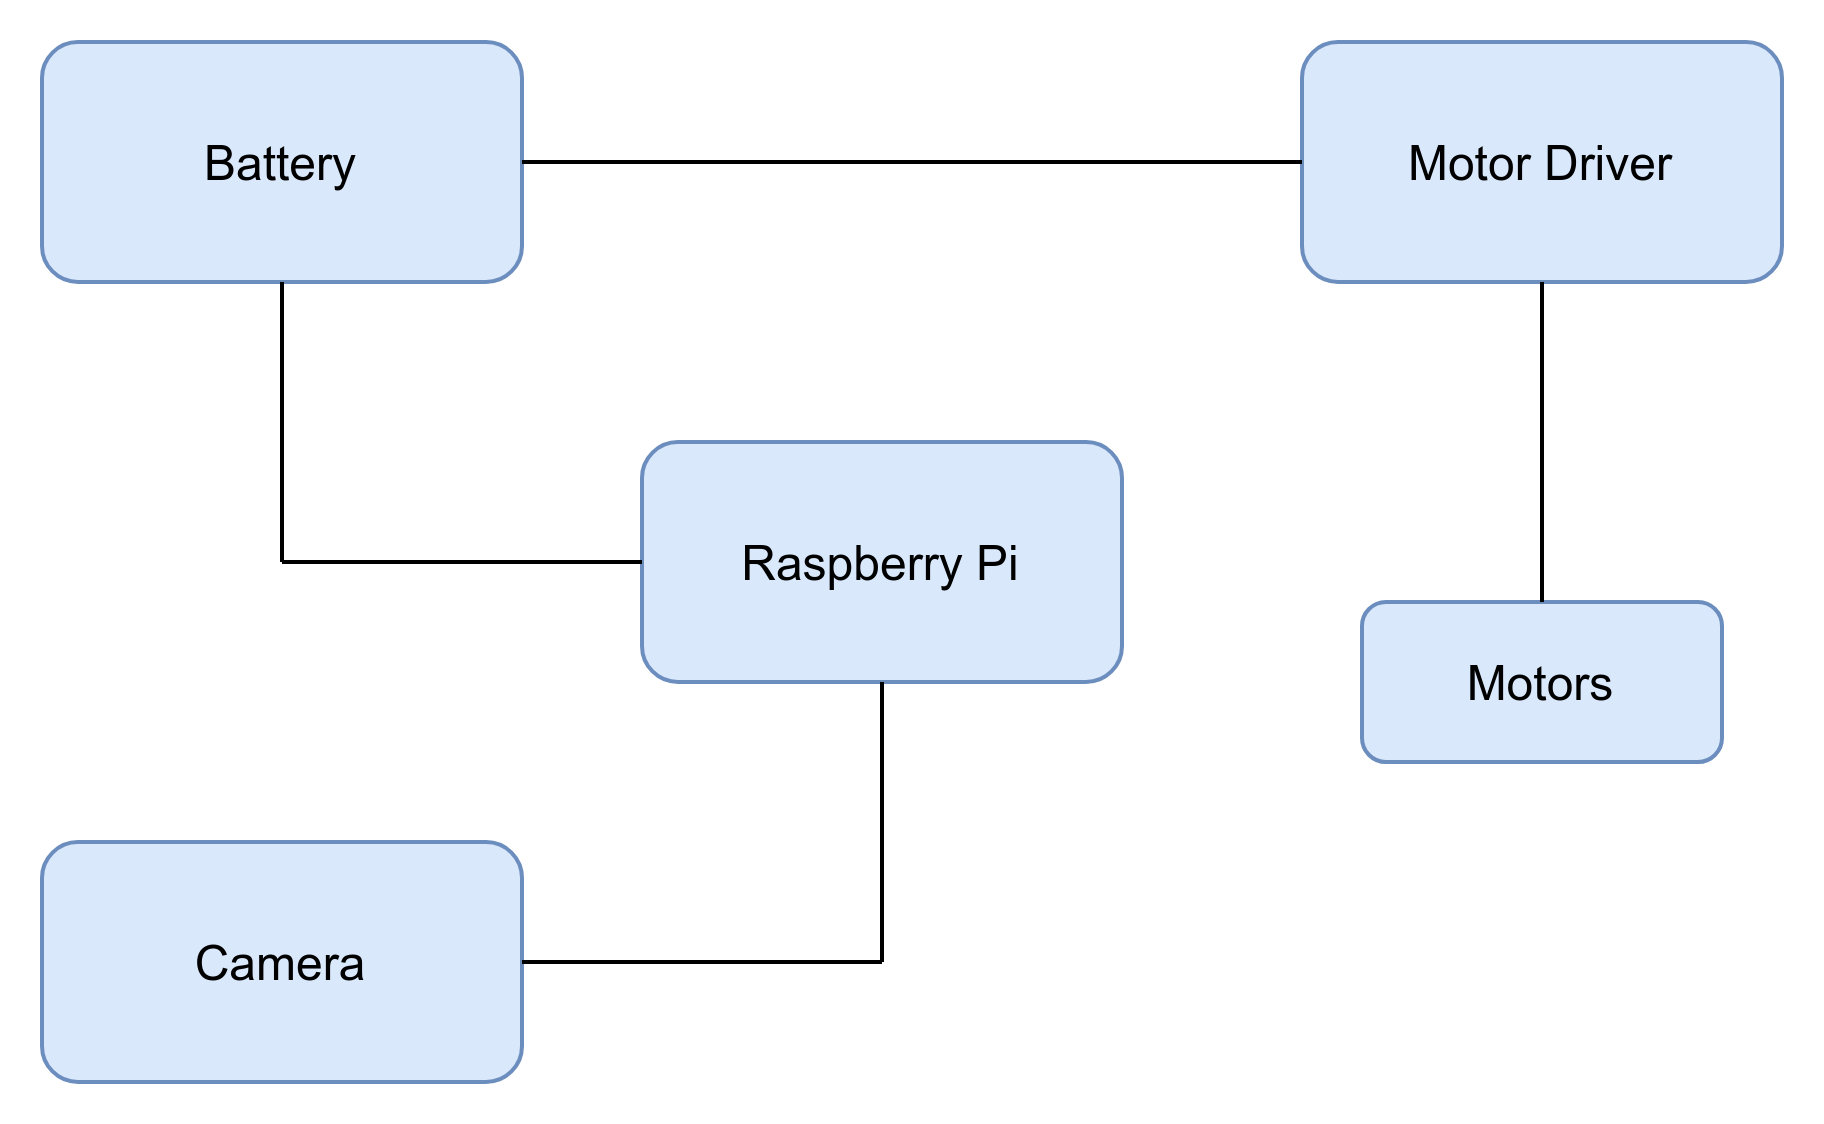 Battery
Motor Driver
Raspberry Pi
Motors
Camera